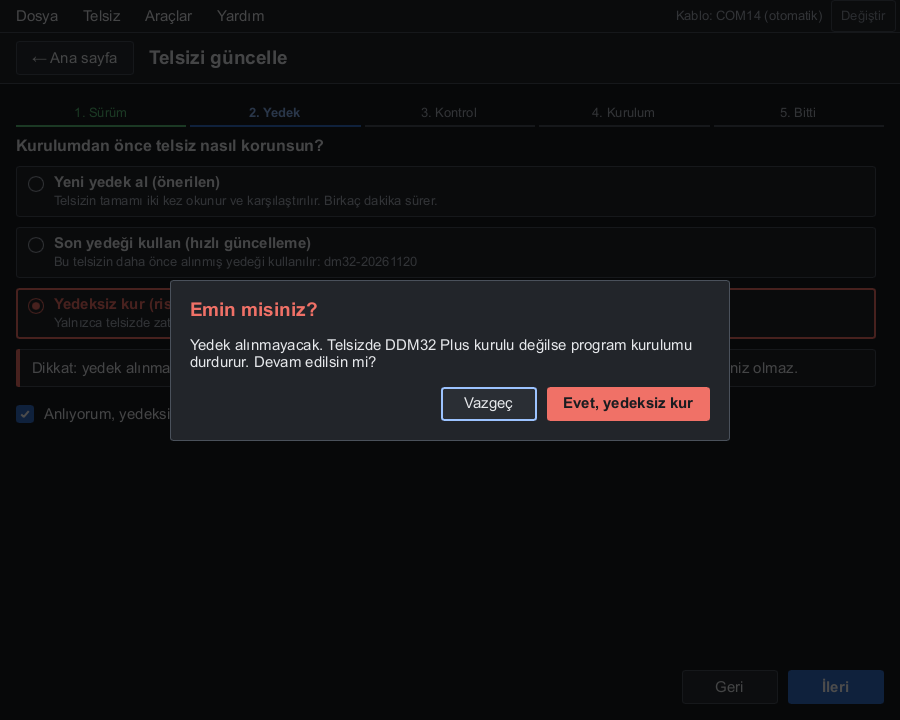 Dosya Telsiz Araçlar Yardım Kablo: COM14 (otomatik) Değiştir
← Ana sayfa Telsizi güncelle
1. Sürüm 2. Yedek 3. Kontrol 4. Kurulum 5. Bitti
Kurulumdan önce telsiz nasıl korunsun?
Yeni yedek al (önerilen)
Telsizin tamamı iki kez okunur ve karşılaştırılır. Birkaç dakika sürer.
Son yedeği kullan (hızlı güncelleme)
Bu telsizin daha önce alınmış yedeği kullanılır: dm32-20261120
Yedeksiz kur
Yalnızca telsizde
Dikkat: yedek olmaz.
Anlıyorum,
Emin misiniz?
Yedek alınmayacak. Telsizde DDM32 Plus kurulu değilse program kurulumu
durdurur. Devam edilsin mi?
Vazgeç Evet, yedeksiz kur
Geri İleri